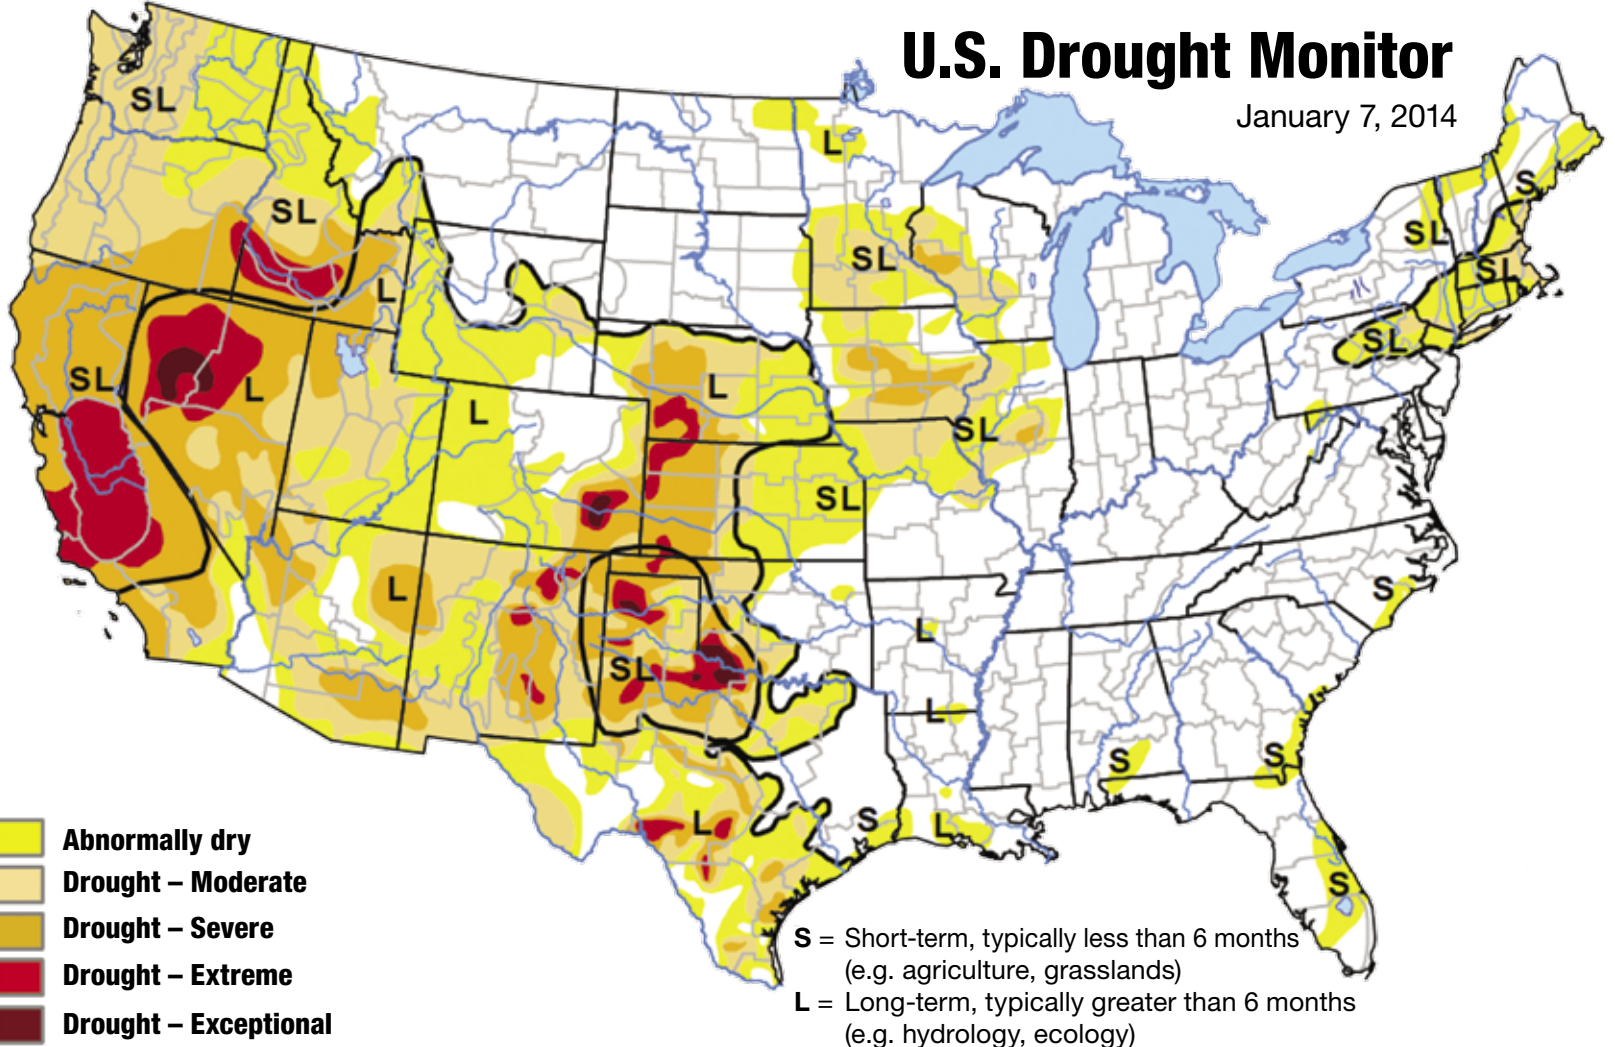 U.S. Drought Monitor
January 7, 2014
SL
L
SL
S
SL
SL
SL
L
SL
SL
L
L
L
SL
SL
SL
L
S
L
SL
L
S
S
L
S
L
S
Abnormally dry
Drought – Moderate
Drought – Severe
Drought – Extreme
Drought – Exceptional
S = Short-term, typically less than 6 months
(e.g. agriculture, grasslands)
L = Long-term, typically greater than 6 months
(e.g. hydrology, ecology)